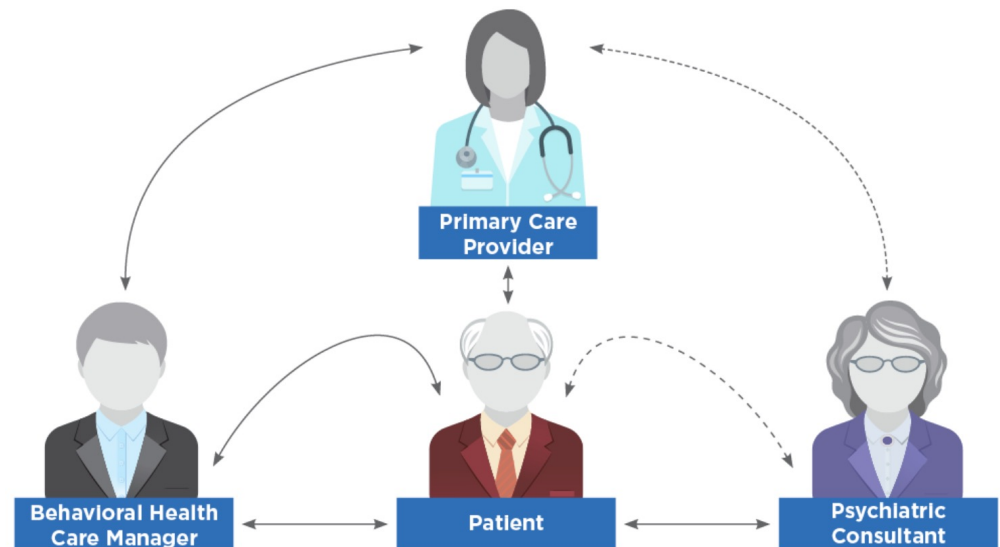 Primary Care
Provider
Behavioral Health
Care Manager
Patient
Psychiatric
Consultant